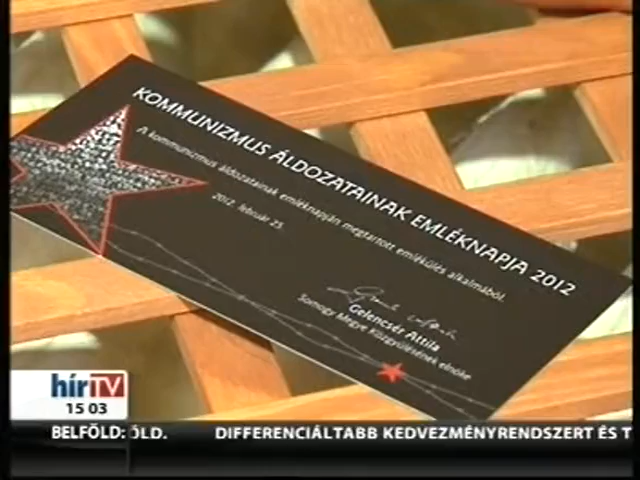 KOMMUNIZMUS ÁLDOZATAINAK EMLÉKNAPJA 2012
A kommunizmus áldozatainak emléknapján megtartott emlékülés alkalmából.
2012. február 25.
Gelencsér Attila
Somogy Megye Közgyűlésének elnöke
hírTV
15 03
BELFÖLD: ÖLD. DIFFERENCIÁLTABB KEDVEZMÉNYRENDSZERT ÉS T